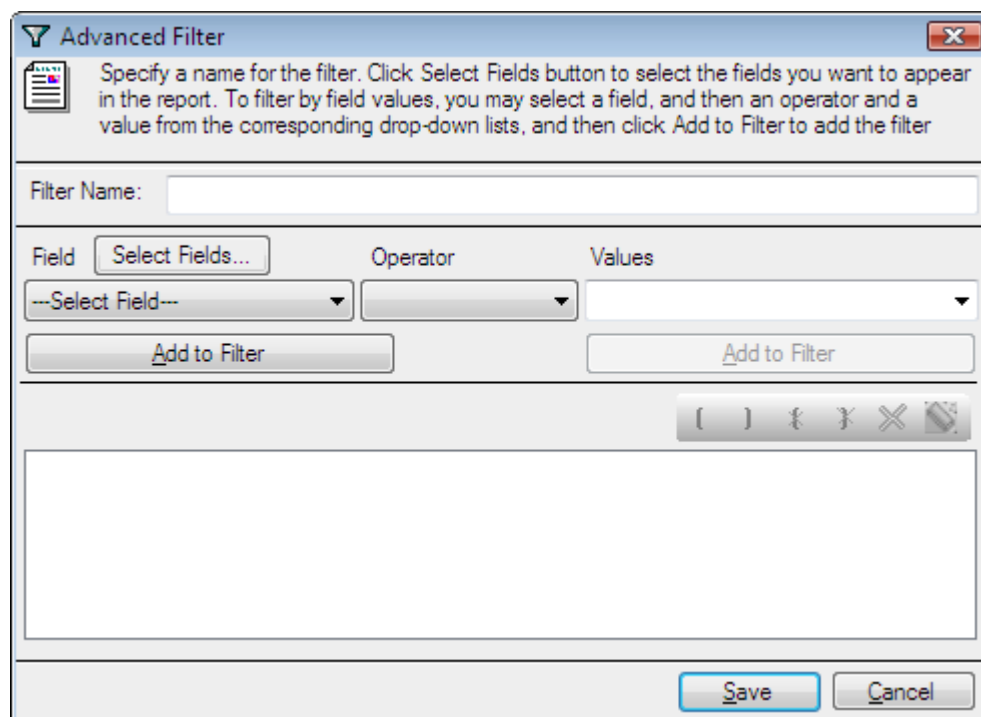 Advanced Filter
Specify a name for the filter. Click Select Fields button to select the fields you want to appear
in the report. To filter by field values, you may select a field, and then an operator and a
value from the corresponding drop-down lists, and then click Add to Filter to add the filter
Filter Name:
Field Select Fields... Operator Values
---Select Field---
Add to Filter Add to Filter
( )
Save Cancel